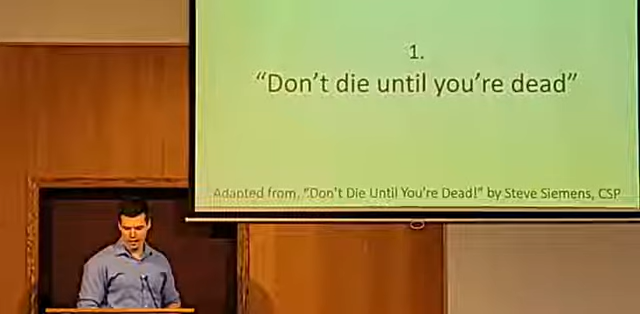 1.
“Don’t die until you’re dead”
Adapted from, “Don’t Die Until You’re Dead!” by Steve Siemens, CSP